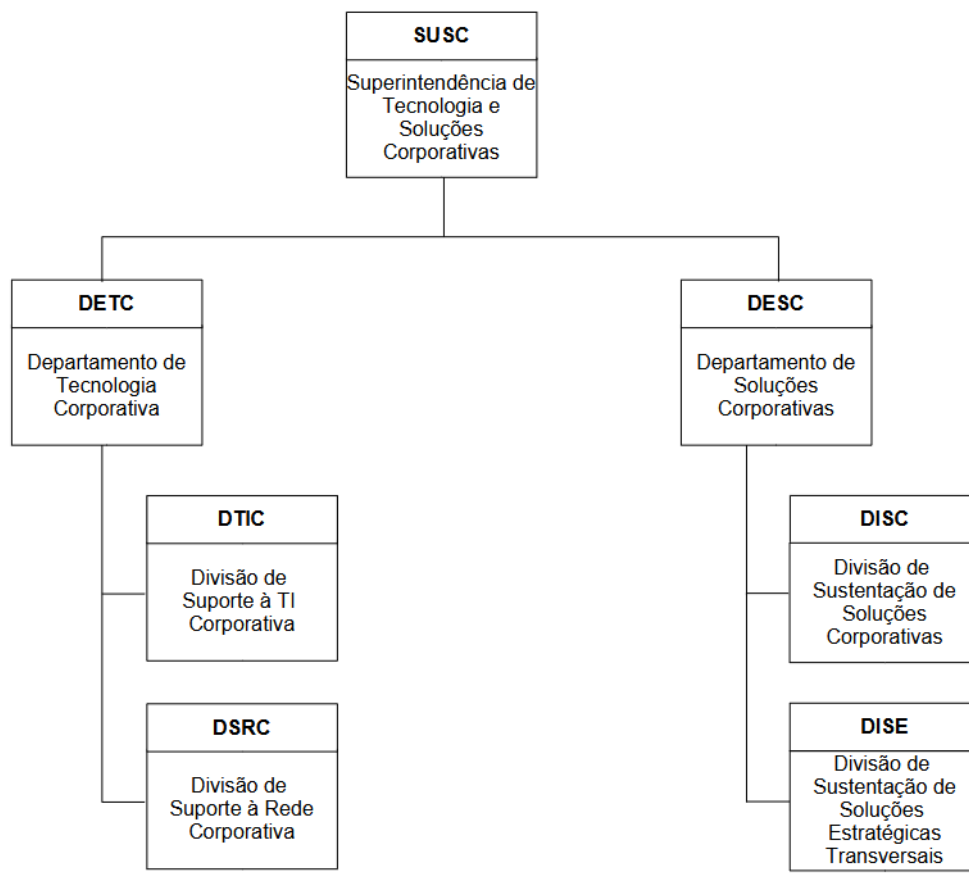 SUSC
Superintendência de
Tecnologia e
Soluções
Corporativas
DETC
Departamento de
Tecnologia
Corporativa
DESC
Departamento de
Soluções
Corporativas
DTIC
Divisão de
Suporte à TI
Corporativa
DISC
Divisão de
Sustentação de
Soluções
Corporativas
DSRC
Divisão de
Suporte à Rede
Corporativa
DISE
Divisão de
Sustentação de
Soluções
Estratégicas
Transversais